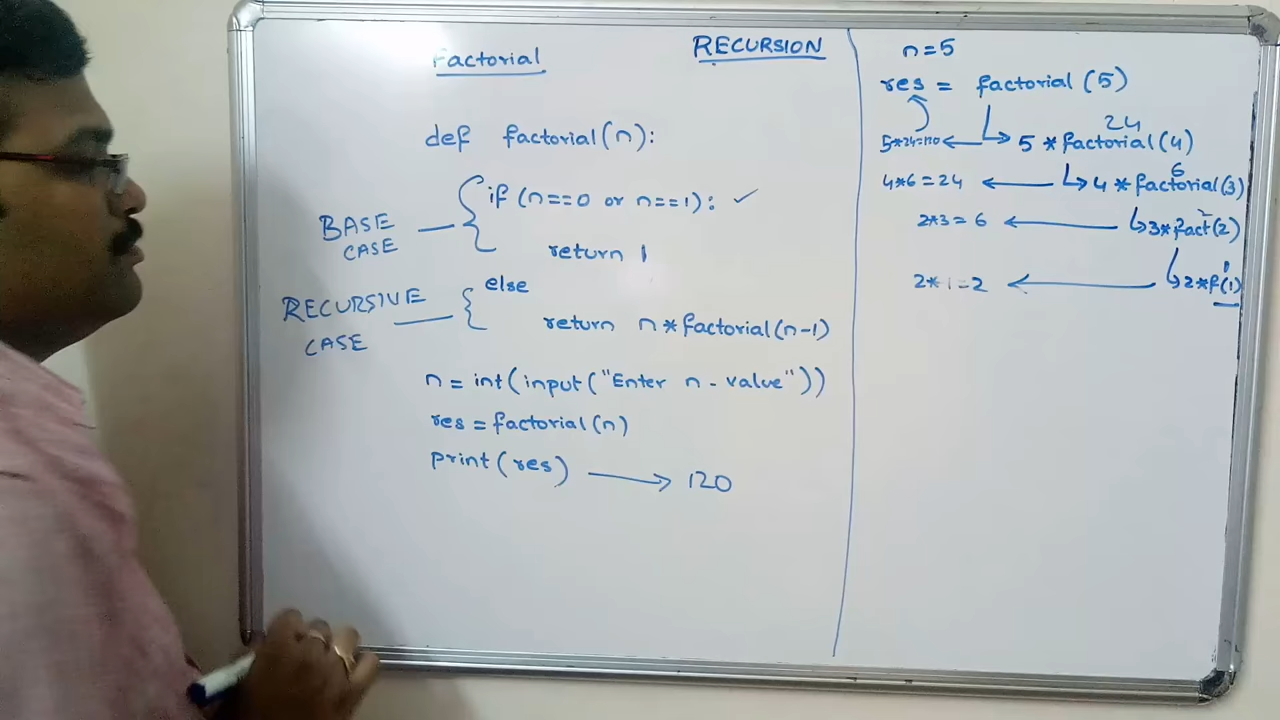 Factorial
RECURSION
def factorial(n):
BASE CASE
if (n==0 or n==1): ✓
return 1
RECURSIVE CASE
else
return n*factorial(n-1)
n = int(input("Enter n-value"))
res = factorial(n)
print(res) → 120
n=5
res = factorial(5)
24
5*24=120 ← 5*factorial(4)
6
4*6=24 ← 4*factorial(3)
2
2*3=6 ← 3*fact(2)
1
2*1=2 ← 2*f(1)